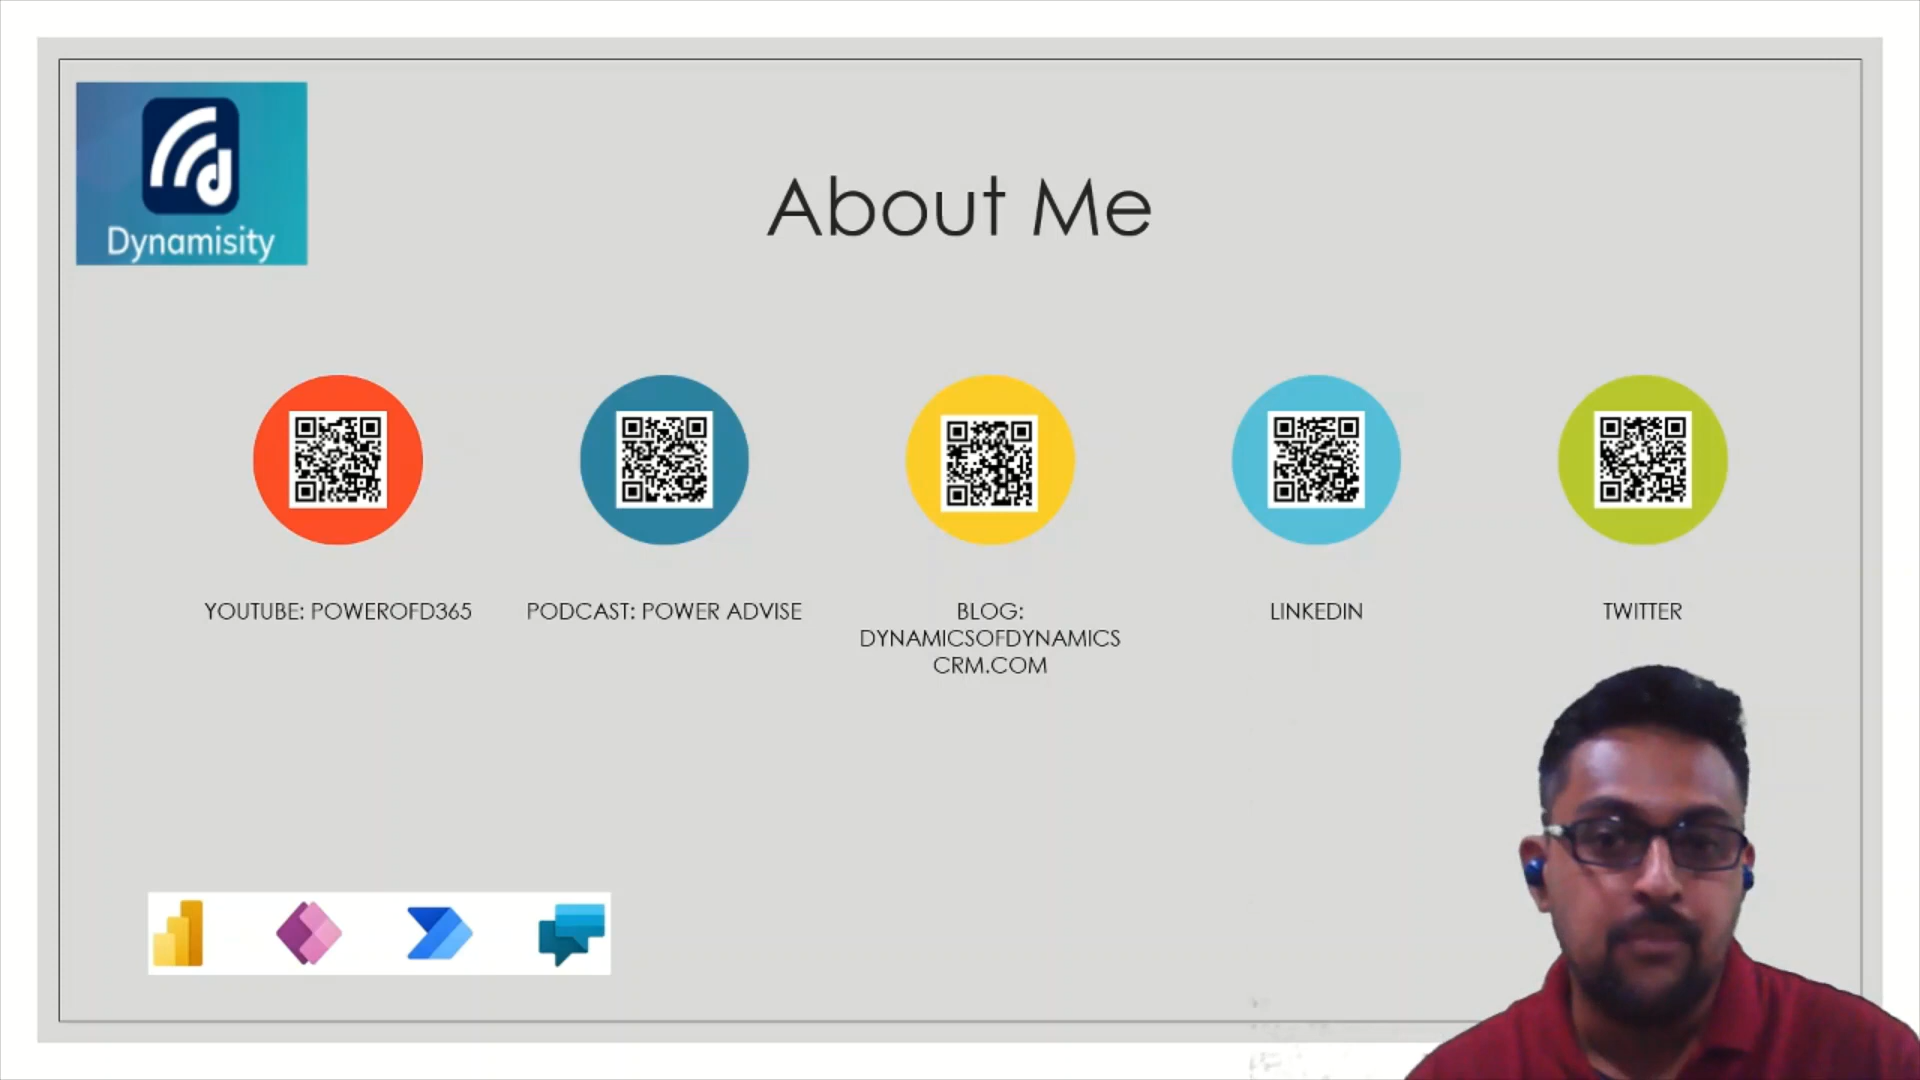 Dynamisity
About Me
YOUTUBE: POWEROFD365
PODCAST: POWER ADVISE
BLOG:
DYNAMICSOFDYNAMICS
CRM.COM
LINKEDIN
TWITTER